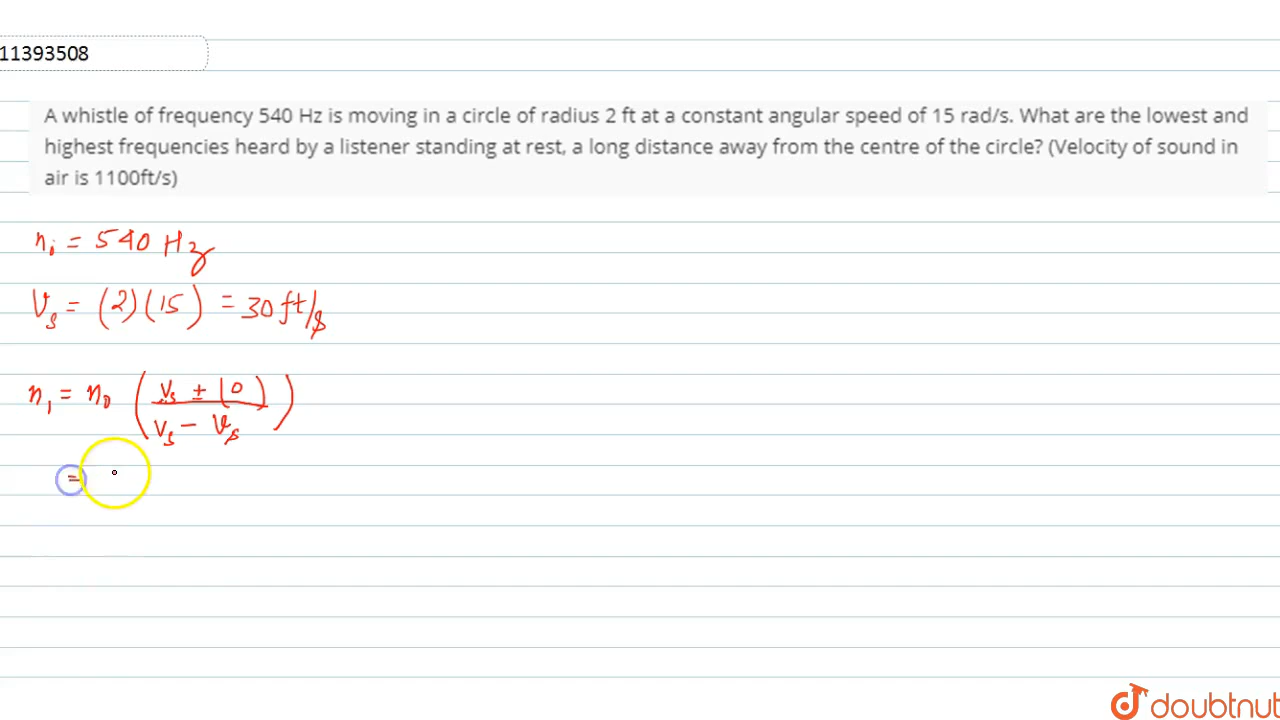 11393508
A whistle of frequency 540 Hz is moving in a circle of radius 2 ft at a constant angular speed of 15 rad/s. What are the lowest and
highest frequencies heard by a listener standing at rest, a long distance away from the centre of the circle? (Velocity of sound in
air is 1100ft/s)
n₀ = 540 Hz
Vs = (2)(15) = 30 ft/s
n₁ = n₀ ( (Vs ± 0) / (Vs - Vs) )
=
doubtnut